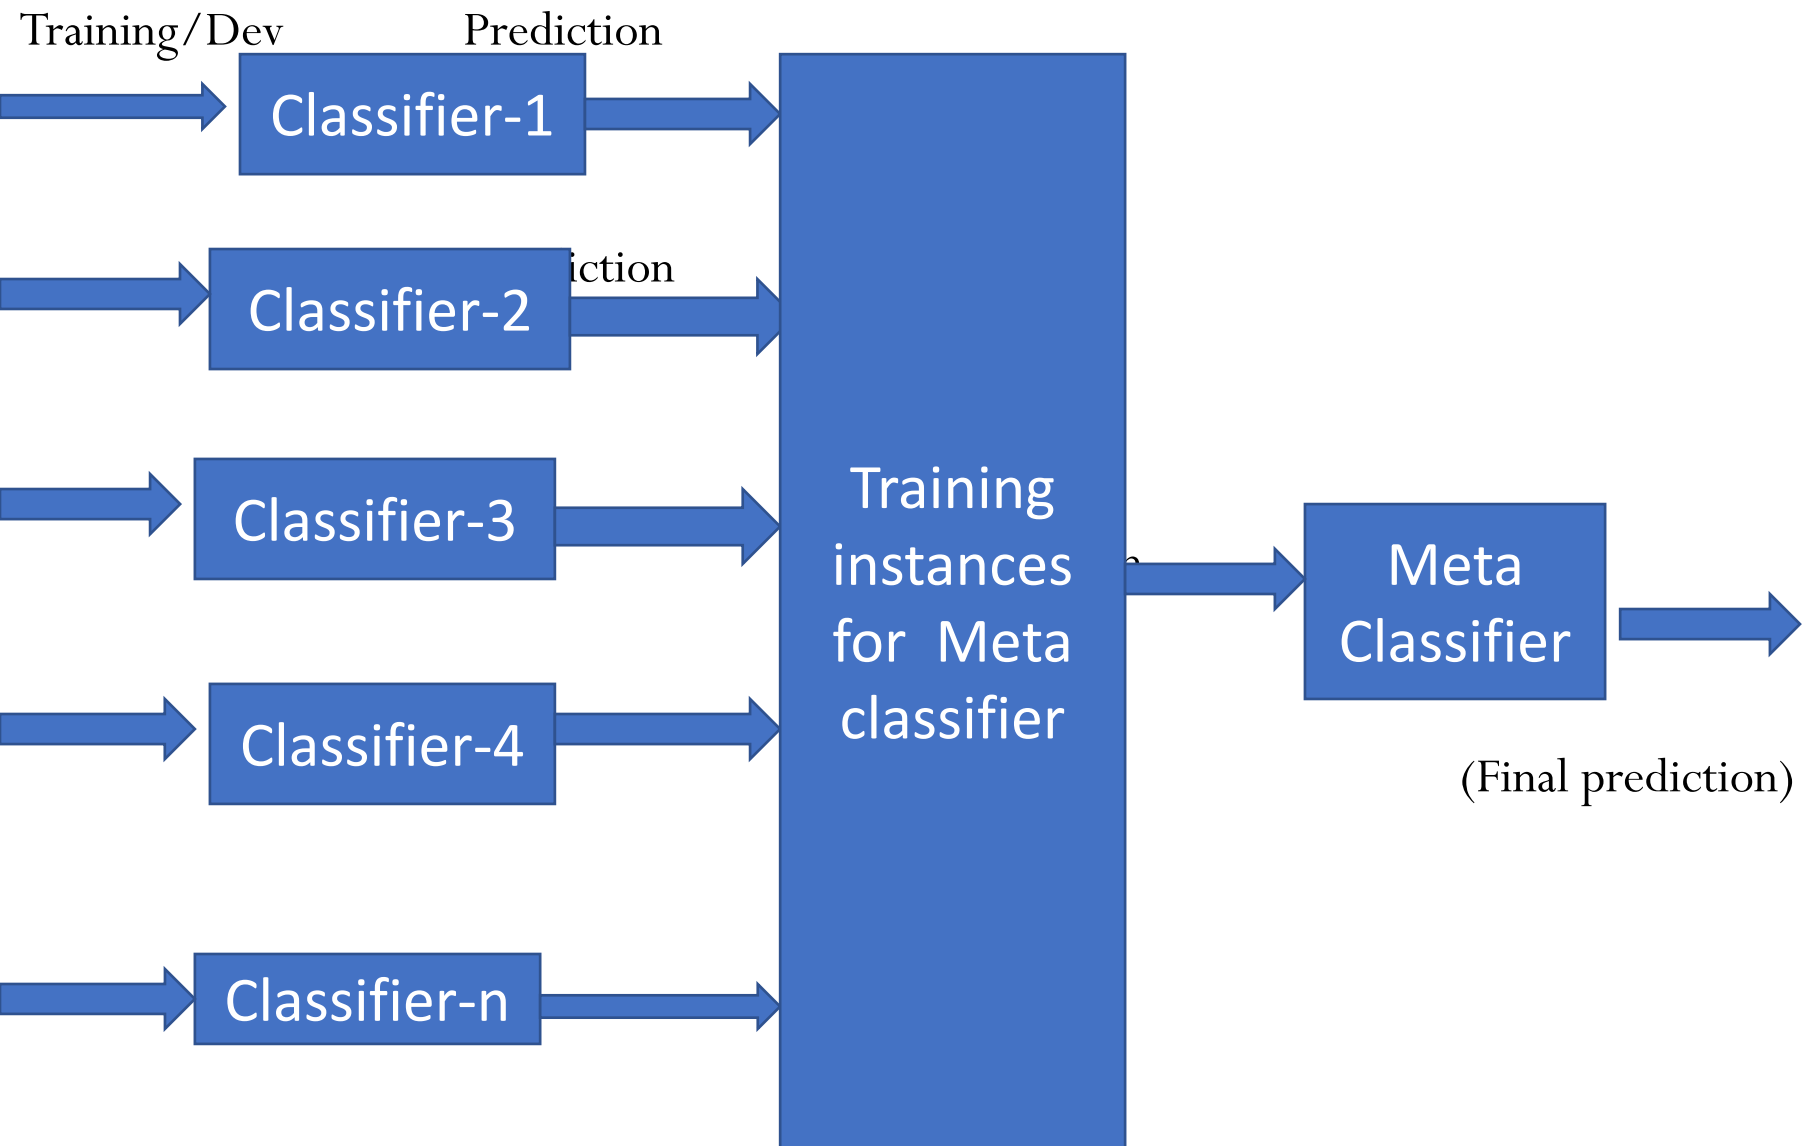 Training/Dev
Prediction
Classifier-1
iction
Classifier-2
Classifier-3
Training
instances
for Meta
classifier
Meta
Classifier
Classifier-4
(Final prediction)
Classifier-n